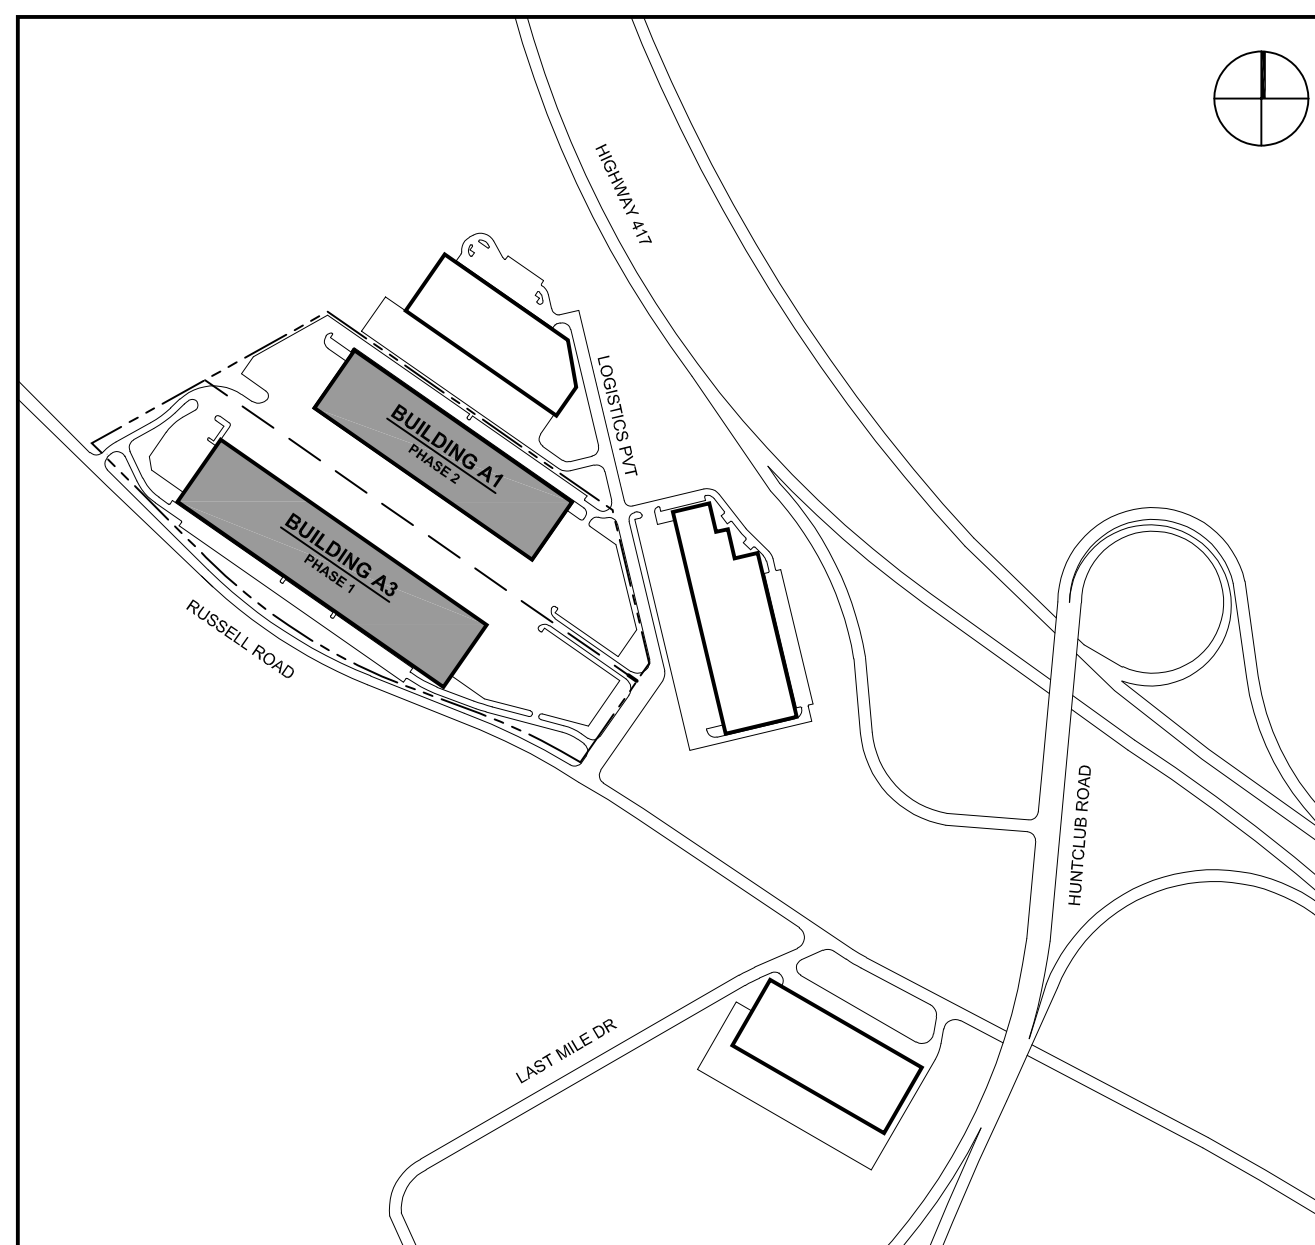 HIGHWAY 417
LOGISTICS PVT
BUILDING A1
PHASE 2
BUILDING A3
PHASE 1
RUSSELL ROAD
HUNTCLUB ROAD
LAST MILE DR